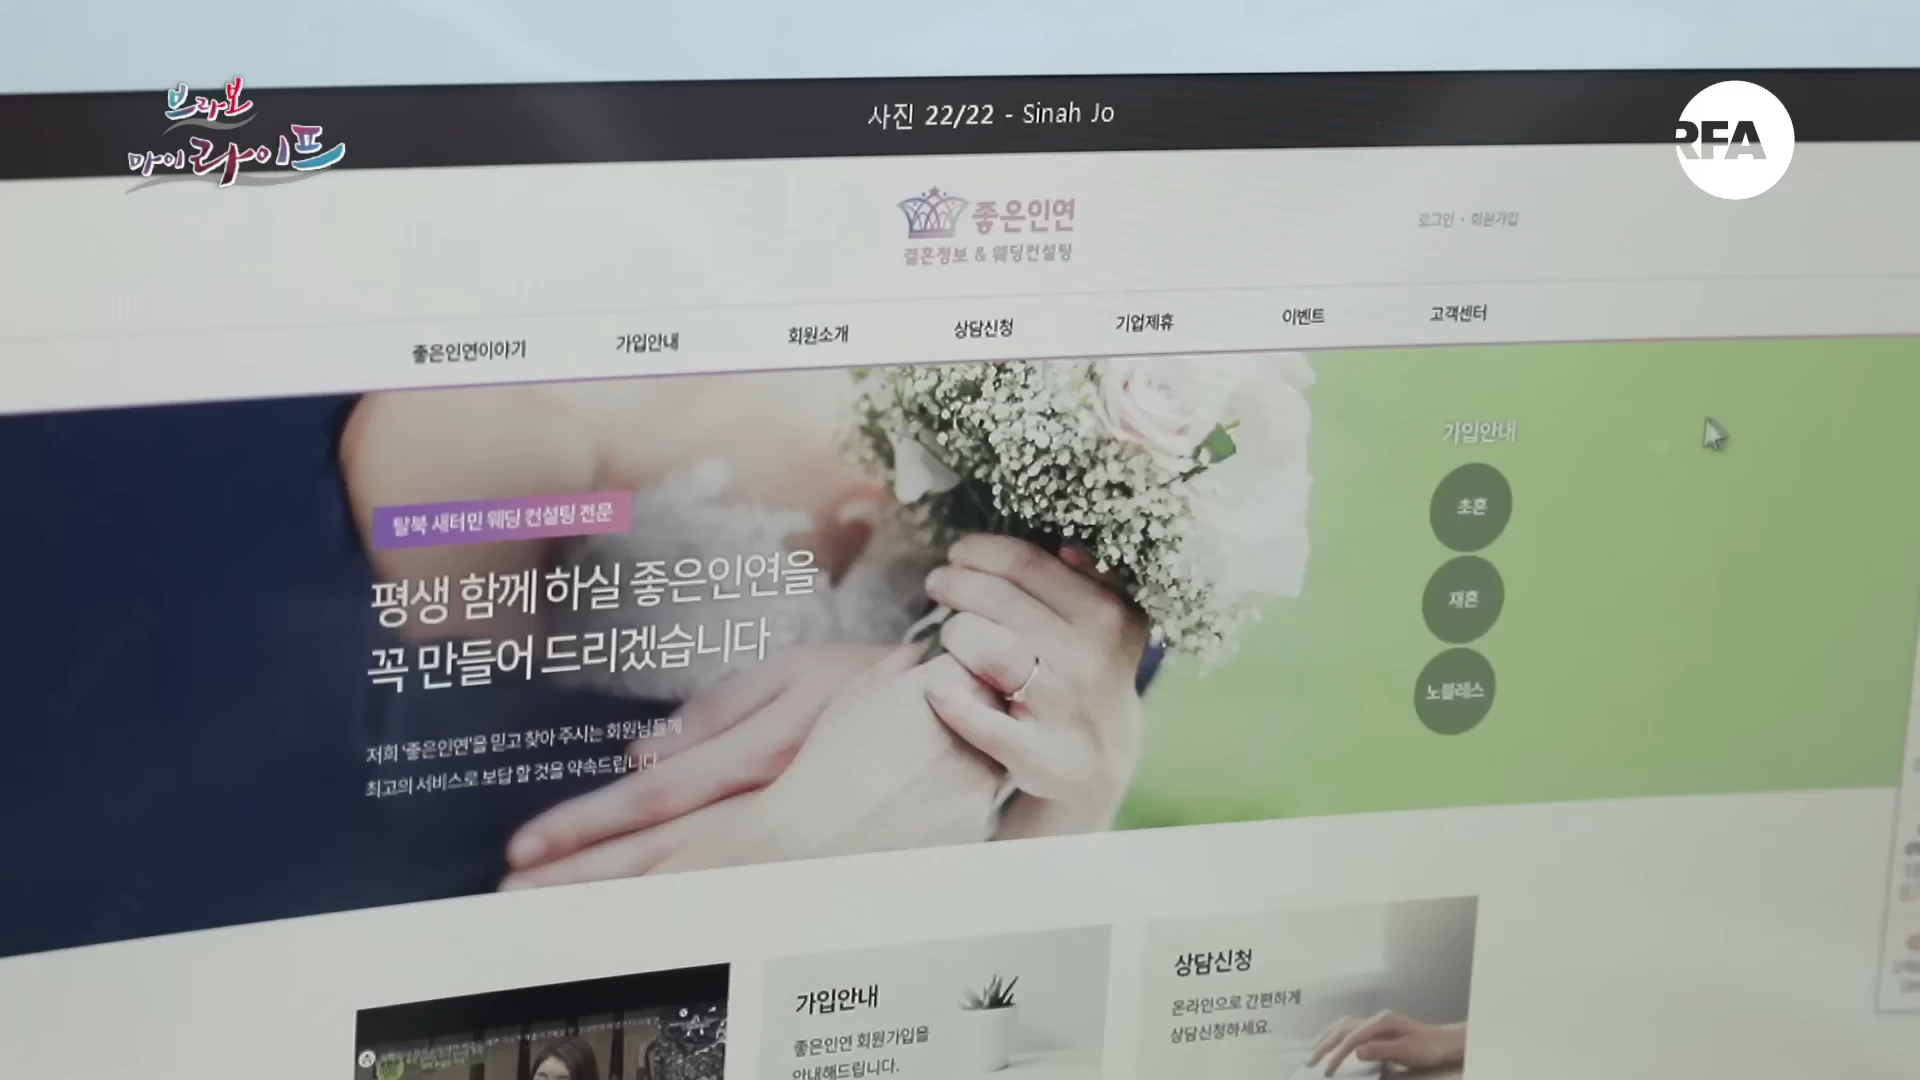 브라보
마이 라이프
사진 22/22 - Sinah Jo
RFA
좋은인연
결혼정보 & 웨딩컨설팅
로그인 · 회원가입
좋은인연이야기 가입안내 회원소개 상담신청 기업제휴 이벤트 고객센터
탈북 새터민 웨딩 컨설팅 전문
평생 함께 하실 좋은인연을
꼭 만들어 드리겠습니다
저희 '좋은인연'을 믿고 찾아 주시는 회원님들께
최고의 서비스로 보답 할 것을 약속드립니다
가입안내
초혼
재혼
노블레스
가입안내
좋은인연 회원가입을
안내해드립니다.
상담신청
온라인으로 간편하게
상담신청하세요.